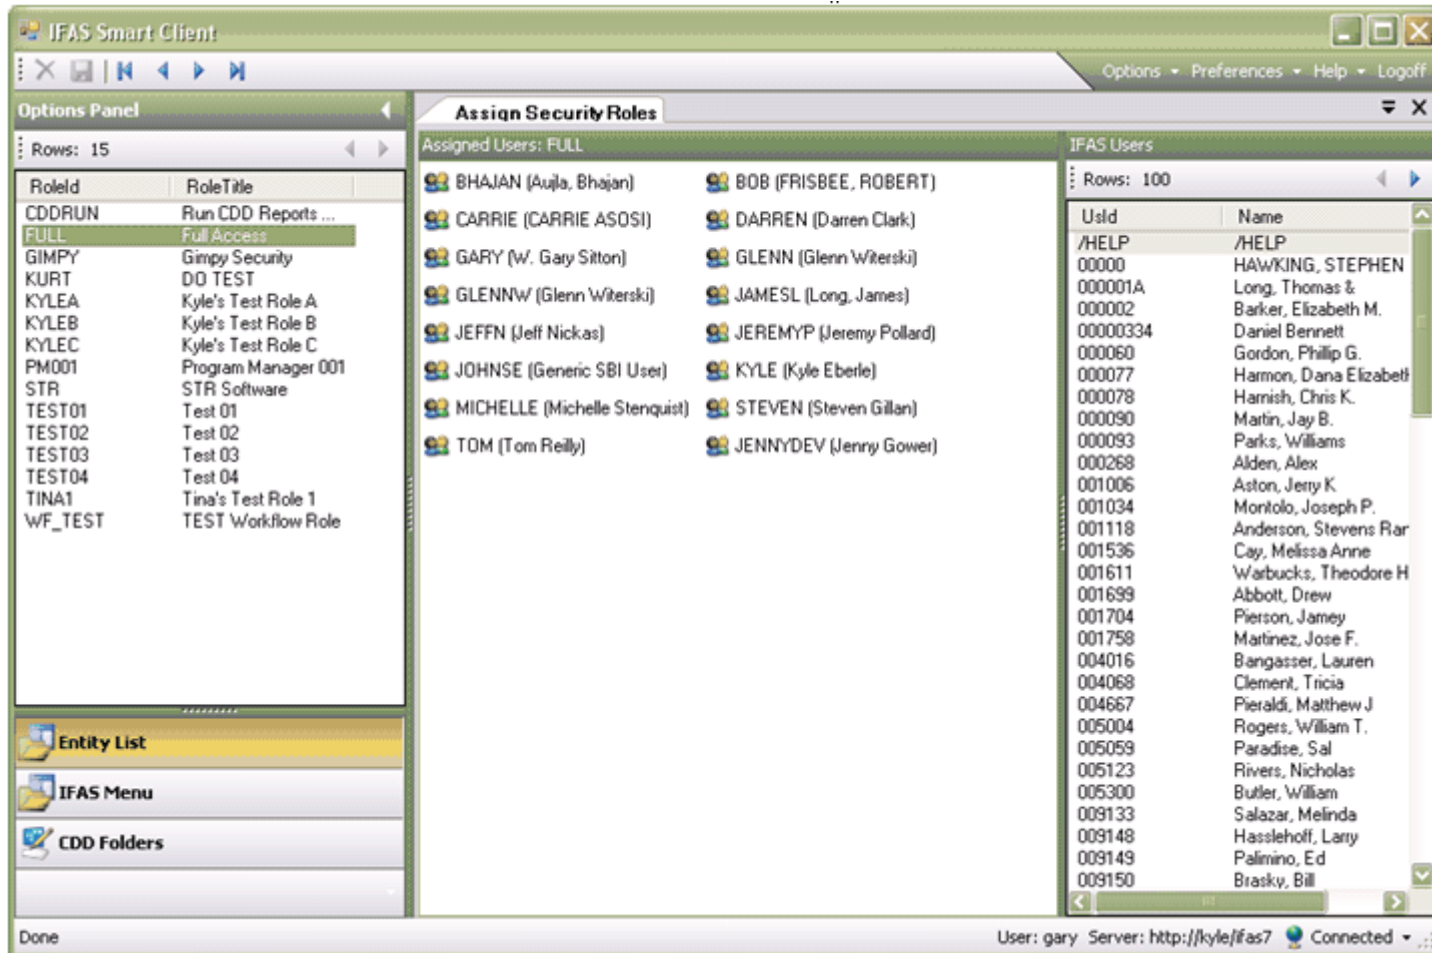 IFAS Smart Client
Options Preferences Help Logoff
Options Panel
Rows: 15
RoleId RoleTitle
CDDRUN Run CDD Reports ...
FULL Full Access
GIMPY Gimpy Security
KURT DO TEST
KYLEA Kyle's Test Role A
KYLEB Kyle's Test Role B
KYLEC Kyle's Test Role C
PM001 Program Manager 001
STR STR Software
TEST01 Test 01
TEST02 Test 02
TEST03 Test 03
TEST04 Test 04
TINA1 Tina's Test Role 1
WF_TEST TEST Workflow Role
Entity List
IFAS Menu
CDD Folders
Assign Security Roles
Assigned Users: FULL
BHAJAN (Aujla, Bhajan) BOB (FRISBEE, ROBERT)
CARRIE (CARRIE ASOSI) DARREN (Darren Clark)
GARY (W. Gary Sitton) GLENN (Glenn Witerski)
GLENNW (Glenn Witerski) JAMESL (Long, James)
JEFFN (Jeff Nickas) JEREMYP (Jeremy Pollard)
JOHNSE (Generic SBI User) KYLE (Kyle Eberle)
MICHELLE (Michelle Stenquist) STEVEN (Steven Gillan)
TOM (Tom Reilly) JENNYDEV (Jenny Gower)
IFAS Users
Rows: 100
UsId Name
/HELP /HELP
00000 HAWKING, STEPHEN
000001A Long, Thomas &
000002 Barker, Elizabeth M.
00000334 Daniel Bennett
000060 Gordon, Phillip G.
000077 Harmon, Dana Elizabeth
000078 Harnish, Chris K.
000090 Martin, Jay B.
000093 Parks, Williams
000268 Alden, Alex
001006 Aston, Jerry K
001034 Montolo, Joseph P.
001118 Anderson, Stevens Ran
001536 Cay, Melissa Anne
001611 Warbucks, Theodore H
001699 Abbott, Drew
001704 Pierson, Jamey
001758 Martinez, Jose F.
004016 Bangasser, Lauren
004068 Clement, Tricia
004667 Pieraldi, Matthew J
005004 Rogers, William T.
005059 Paradise, Sal
005123 Rivers, Nicholas
005300 Butler, William
009133 Salazar, Melinda
009148 Hasslehoff, Larry
009149 Palimino, Ed
009150 Brasky, Bill
Done
User: gary Server: http://kyle/ifas7 Connected